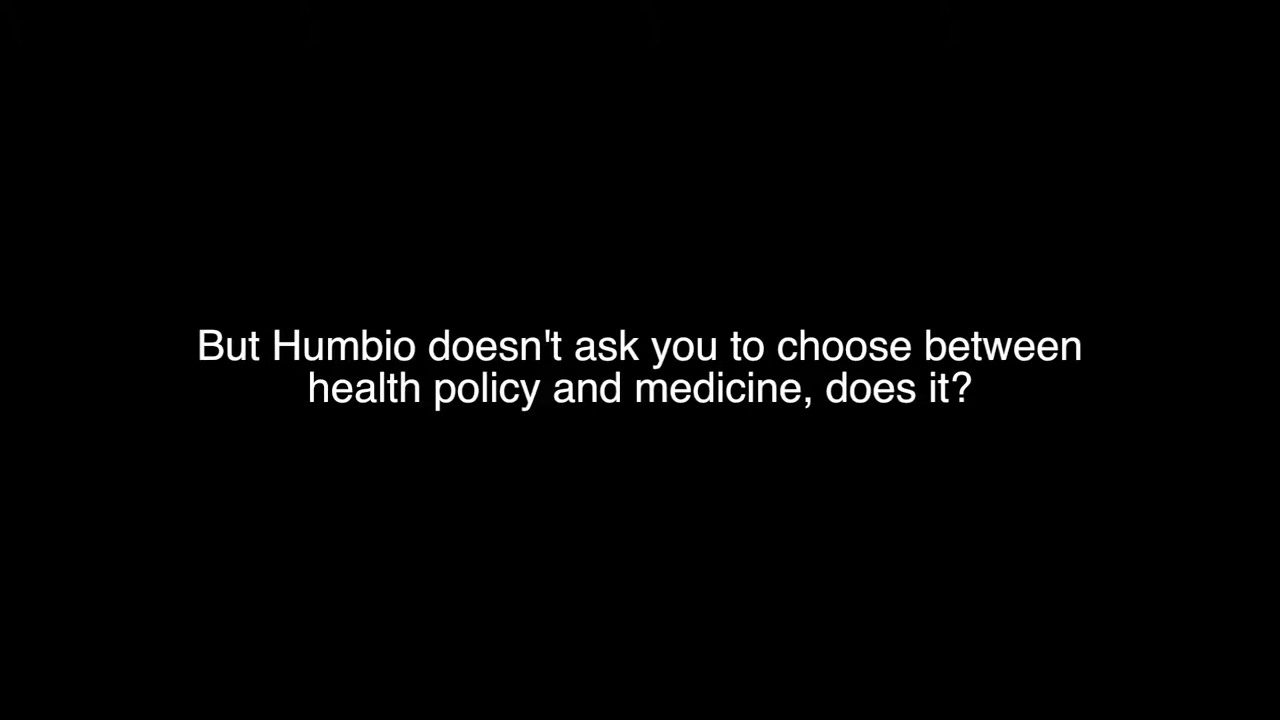 But Humbio doesn't ask you to choose between
health policy and medicine, does it?